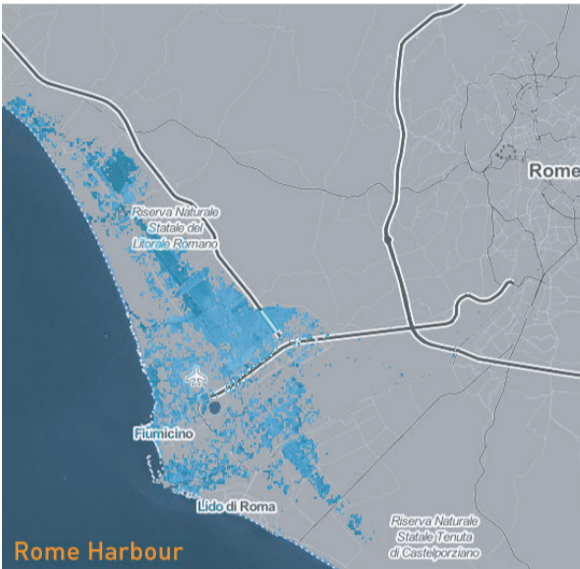 Rome
Riserva Naturale
Statale del
Litorale Romano
Fiumicino
Lido di Roma
Riserva Naturale
Statale Tenuta
di Castelporziano
Rome Harbour